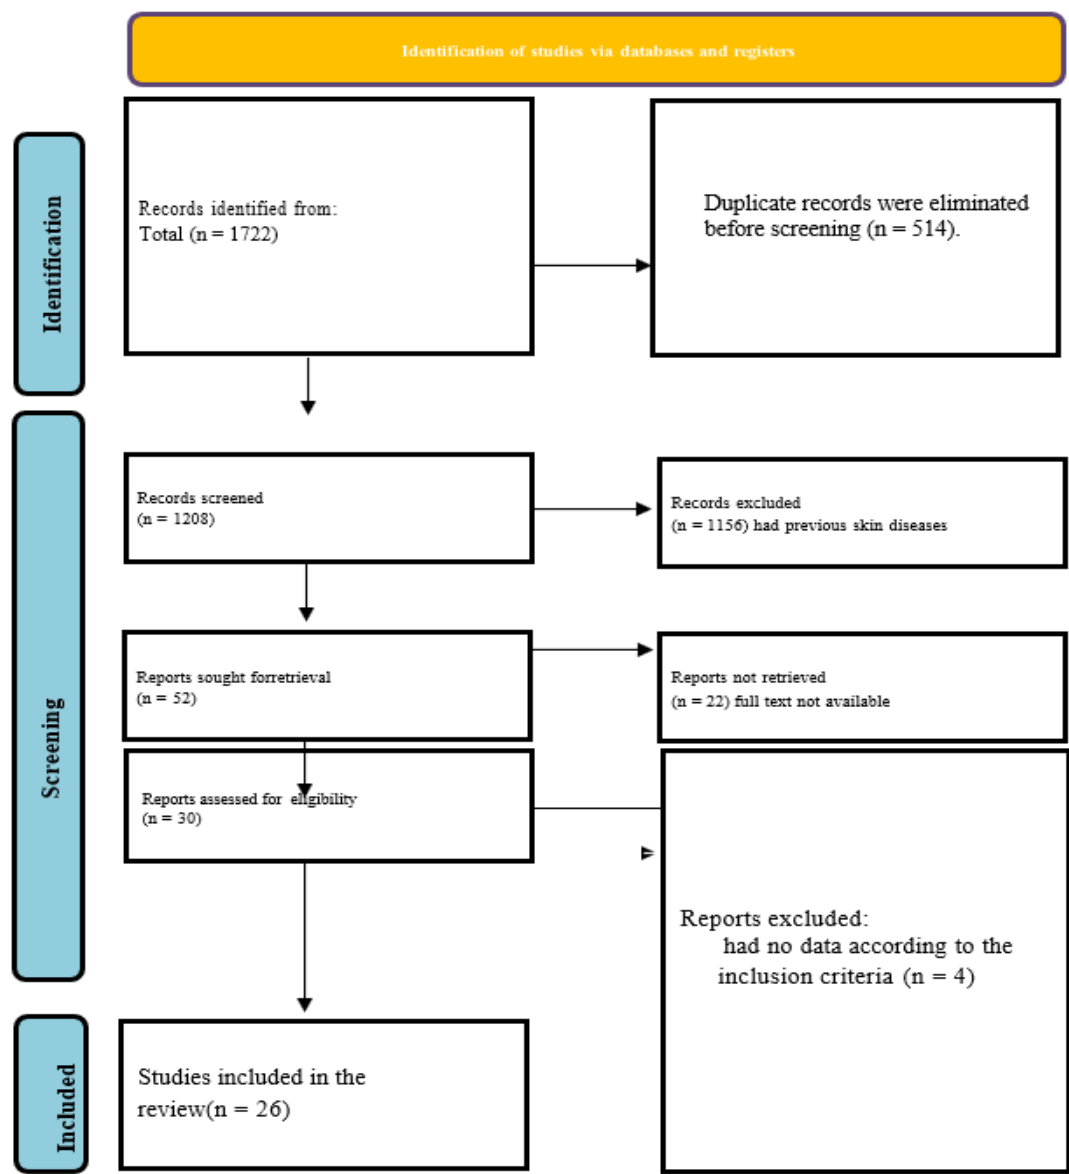 Identification of studies via databases and registers
Identification
Records identified from:
Total (n = 1722)
Duplicate records were eliminated
before screening (n = 514).
Screening
Records screened
(n = 1208)
Records excluded
(n = 1156) had previous skin diseases
Reports sought forretrieval
(n = 52)
Reports not retrieved
(n = 22) full text not available
Reports assessed for eligibility
(n = 30)
Reports excluded:
had no data according to the
inclusion criteria (n = 4)
Included
Studies included in the
review(n = 26)